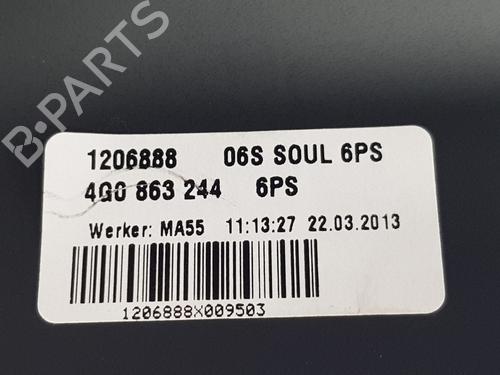 B-PARTS
1206888 06S SOUL 6PS
4G0 863 244 6PS
Werker: MA55 11:13:27 22.03.2013
1206888X009503